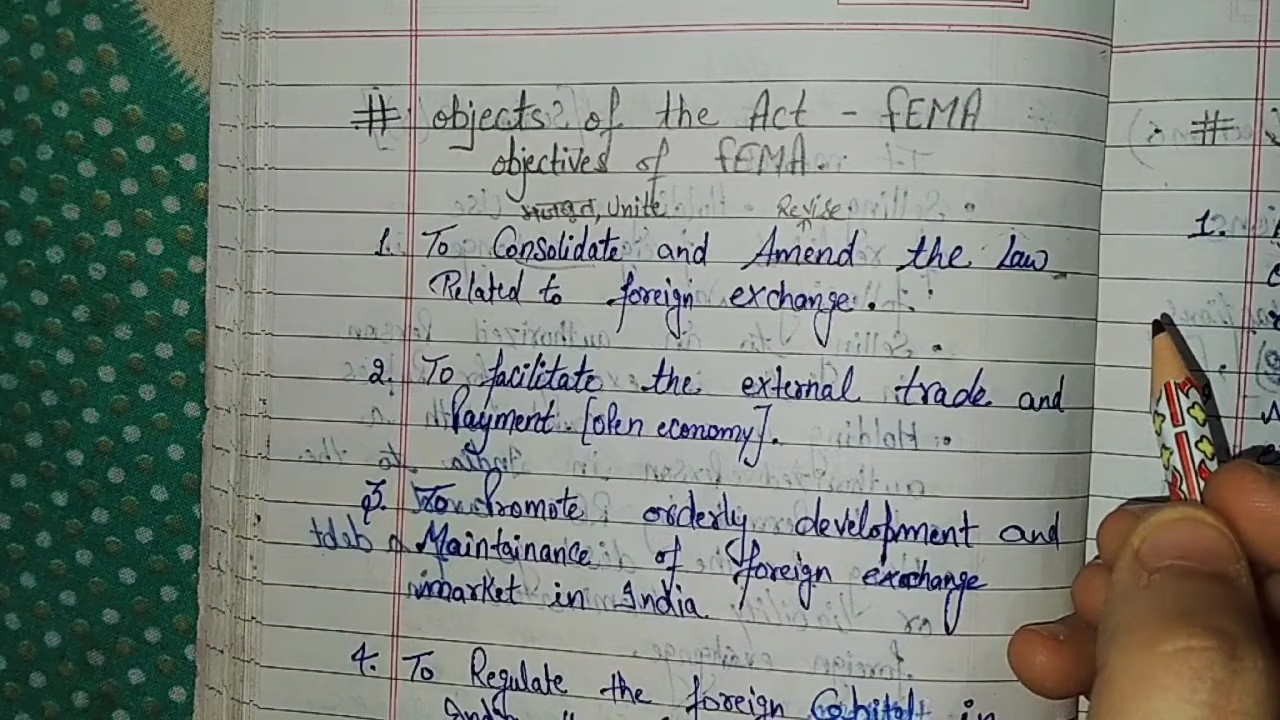 # objects of the Act - FEMA
objectives of FEMA.
मजबूत, Unite Revise
1. To Consolidate and Amend the Law
Related to foreign exchange.
2. To facilitate the external trade and
Payment. [open economy].
3. To Promote orderly development and
Maintainance of foreign exchange
market in India
4. To Regulate the foreign Capital in
#
1.